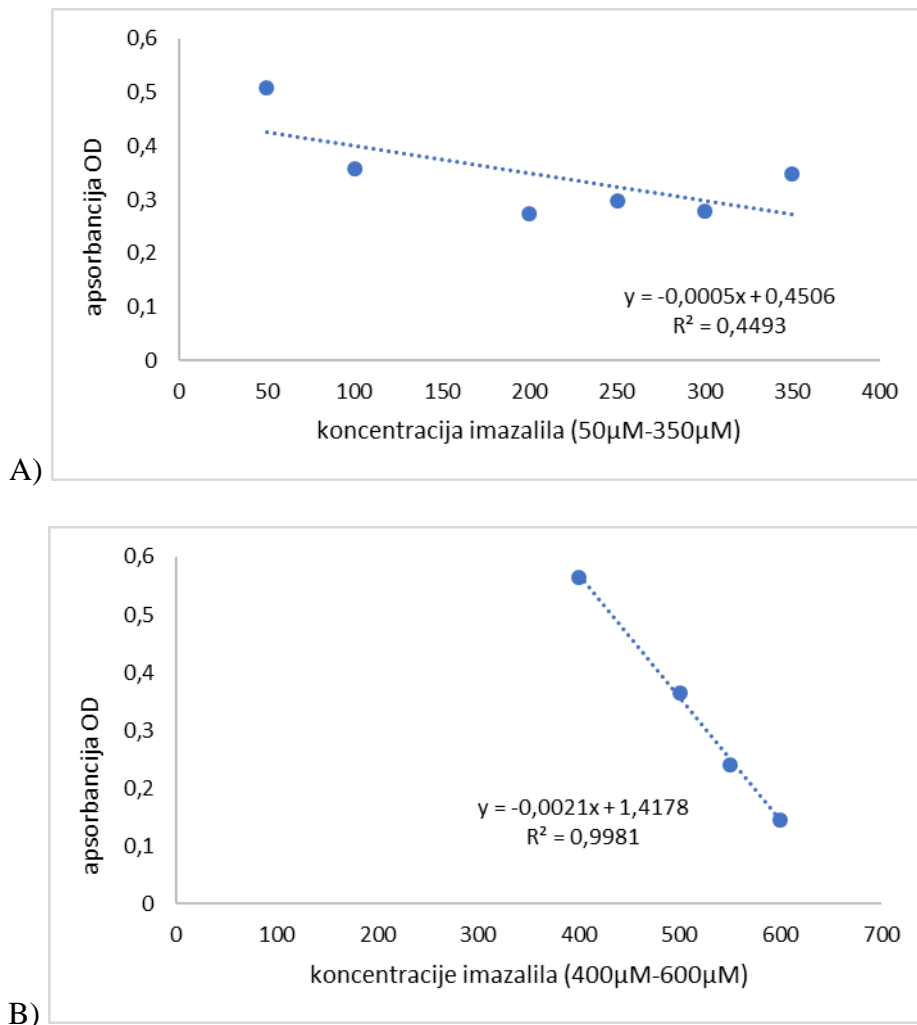 0,6
0,5
0,4
0,3
0,2
0,1
0
apsorbancija OD
y = -0,0005x + 0,4506
R² = 0,4493
0 50 100 150 200 250 300 350 400
koncentracija imazalila (50µM-350µM)
A)
0,6
0,5
0,4
0,3
0,2
0,1
0
apsorbancija OD
y = -0,0021x + 1,4178
R² = 0,9981
0 100 200 300 400 500 600 700
koncentracije imazalila (400µM-600µM)
B)